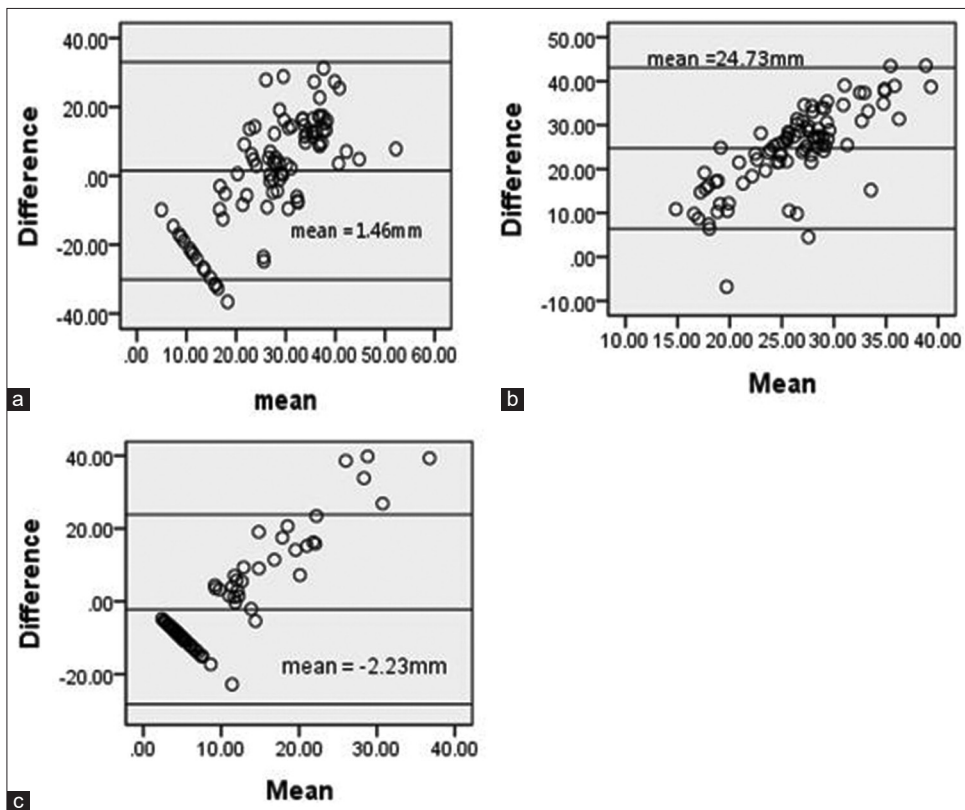 40.00
20.00
.00
-20.00
-40.00
Difference
mean =1.46mm
.00 10.00 20.00 30.00 40.00 50.00 60.00
mean
a
50.00
40.00
30.00
20.00
10.00
.00
-10.00
Difference
mean =24.73mm
10.00 15.00 20.00 25.00 30.00 35.00 40.00
Mean
b
40.00
20.00
.00
-20.00
Difference
mean = -2.23mm
.00 10.00 20.00 30.00 40.00
Mean
c